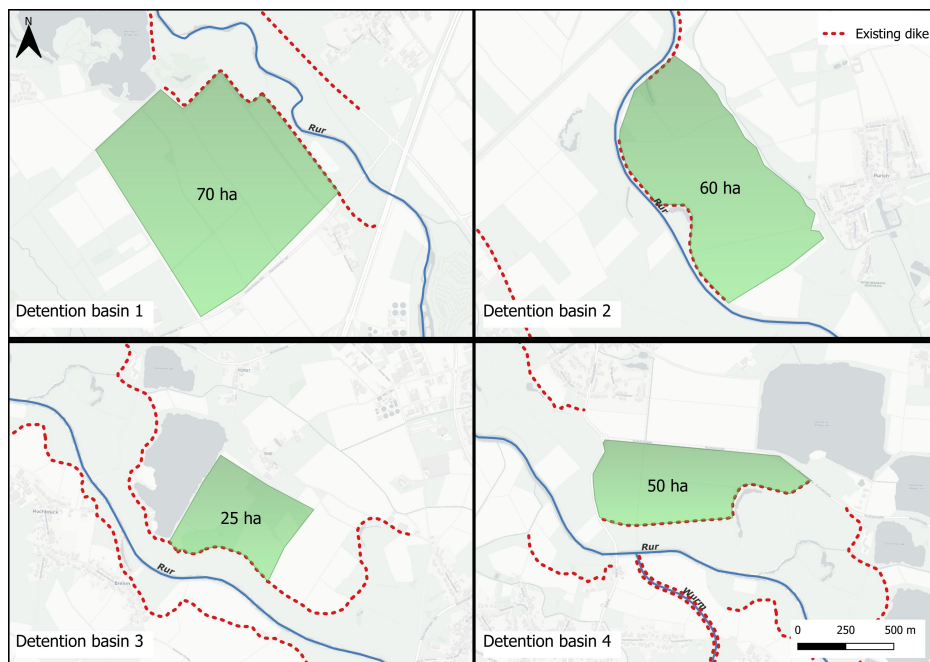 N
Existing dike
Rur
70 ha
Detention basin 1
60 ha
Rur
Detention basin 2
25 ha
Rur
Detention basin 3
50 ha
Rur
Wurm
Detention basin 4
0 250 500 m